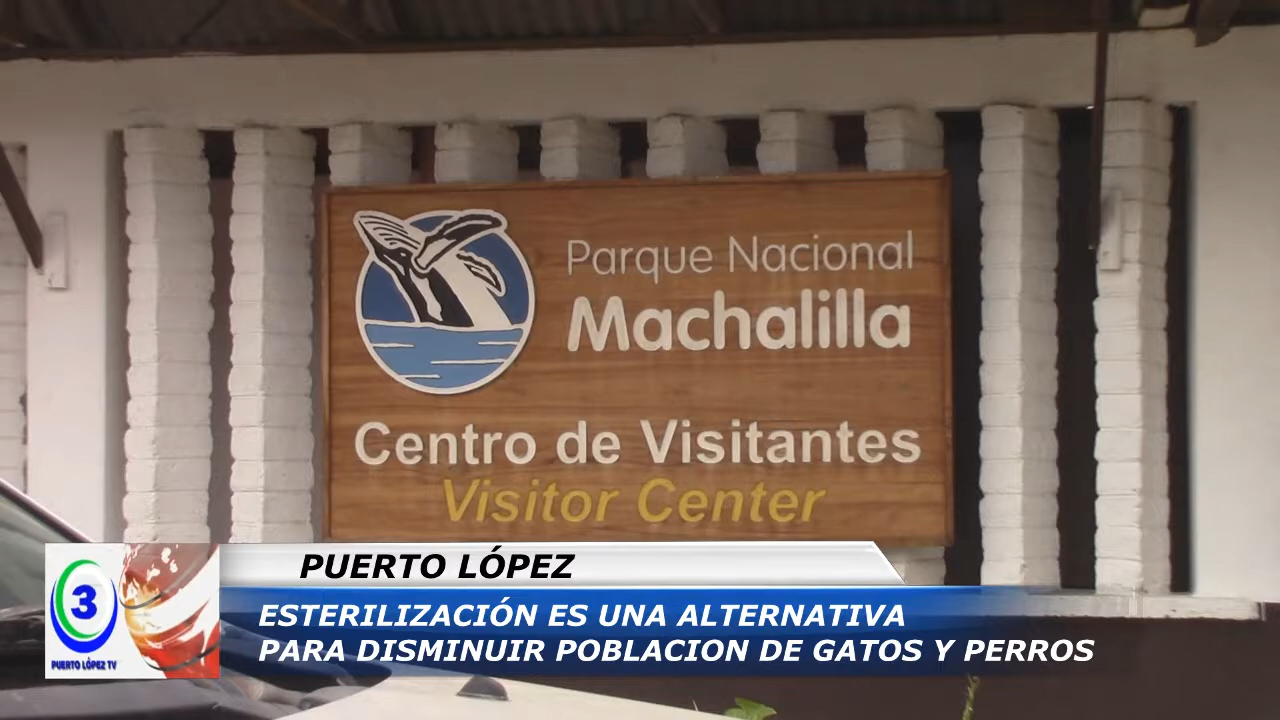 Parque Nacional
Machalilla
Centro de Visitantes
Visitor Center
PUERTO LÓPEZ
3
PUERTO LÓPEZ TV
ESTERILIZACIÓN ES UNA ALTERNATIVA
PARA DISMINUIR POBLACION DE GATOS Y PERROS